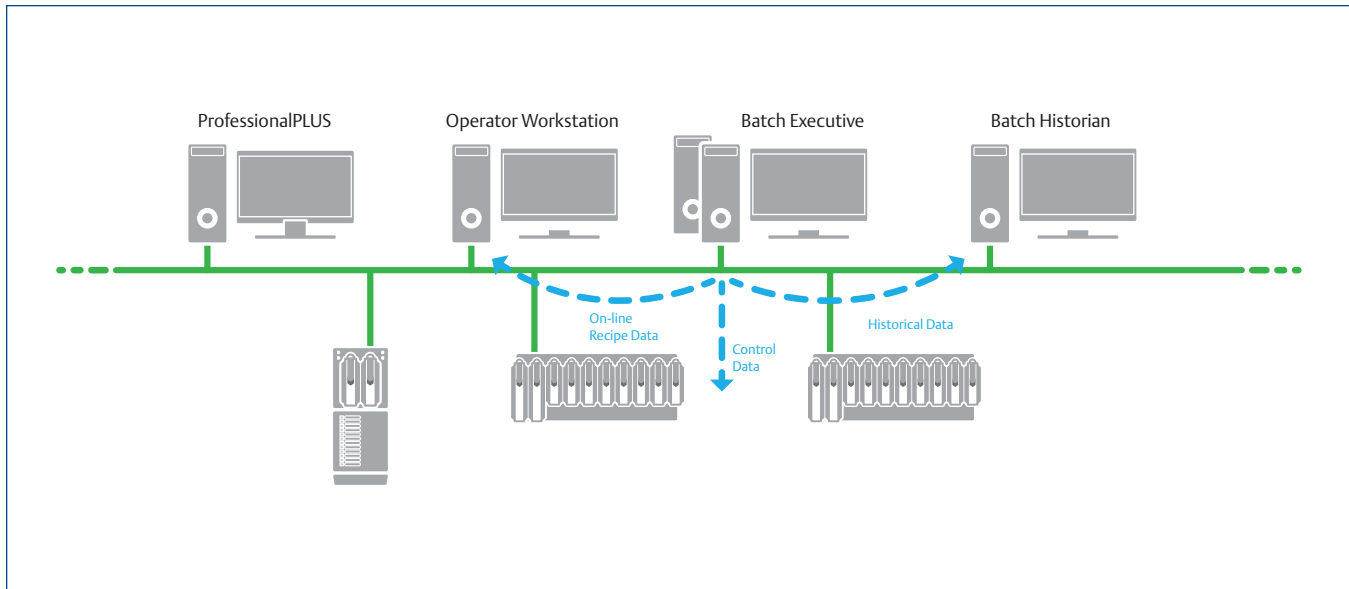 ProfessionalPLUS
Operator Workstation
Batch Executive
Batch Historian
On-line
Recipe Data
Control
Data
Historical Data